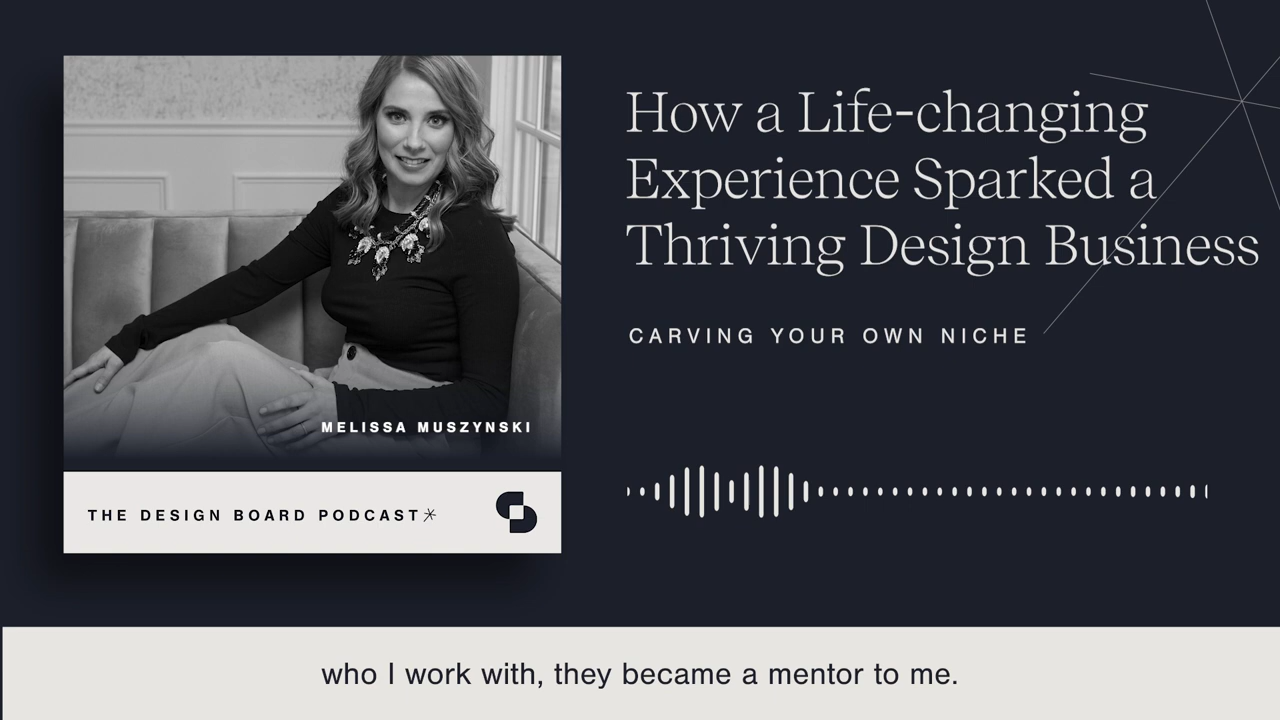 How a Life-changing
Experience Sparked a
Thriving Design Business
CARVING YOUR OWN NICHE
MELISSA MUSZYNSKI
THE DESIGN BOARD PODCAST
who I work with, they became a mentor to me.